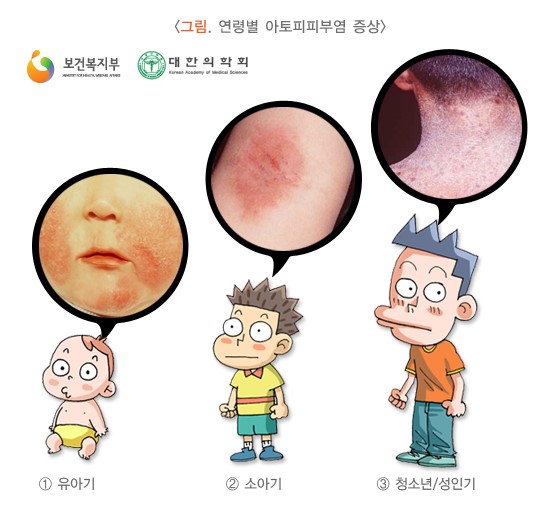 <그림. 연령별 아토피피부염 증상>
보건복지부
MINISTRY FOR HEALTH, WELFARE AFFAIRS
대한의학회
Korean Academy of Medical Sciences
① 유아기
② 소아기
③ 청소년/성인기